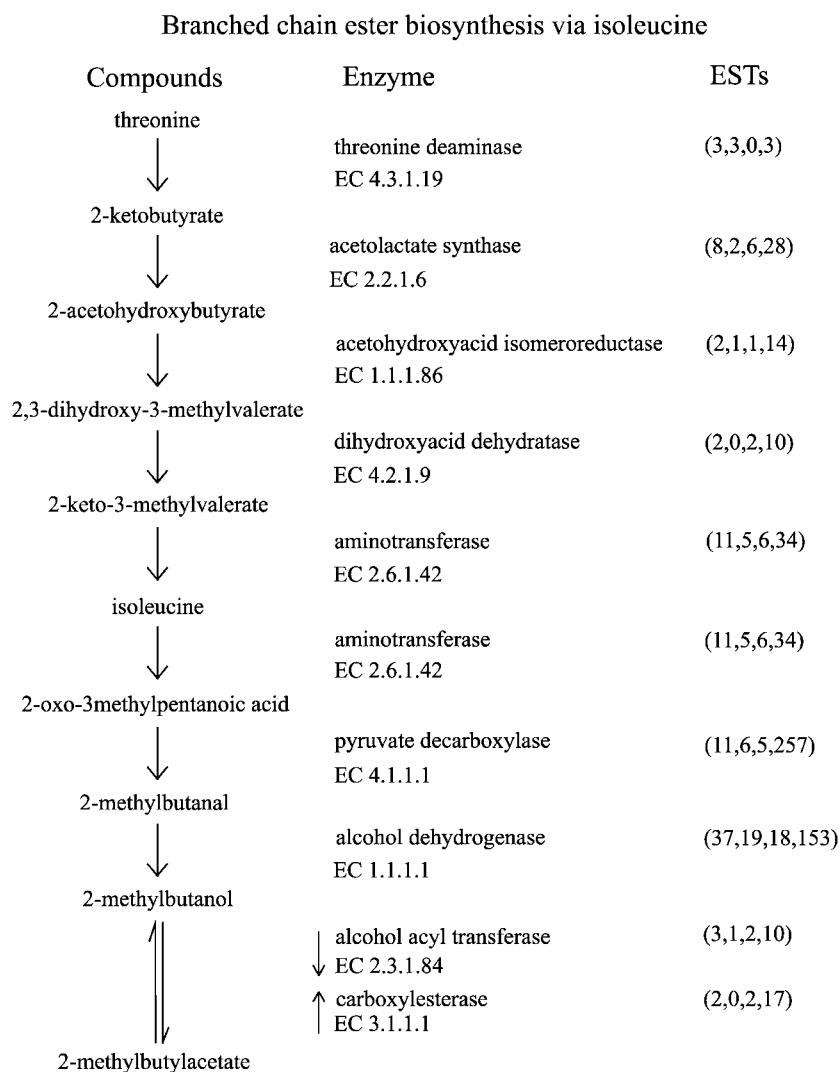 Branched chain ester biosynthesis via isoleucine
Compounds Enzyme ESTs
threonine
threonine deaminase (3,3,0,3)
EC 4.3.1.19
2-ketobutyrate
acetolactate synthase (8,2,6,28)
EC 2.2.1.6
2-acetohydroxybutyrate
acetohydroxyacid isomeroreductase (2,1,1,14)
EC 1.1.1.86
2,3-dihydroxy-3-methylvalerate
dihydroxyacid dehydratase (2,0,2,10)
EC 4.2.1.9
2-keto-3-methylvalerate
aminotransferase (11,5,6,34)
EC 2.6.1.42
isoleucine
aminotransferase (11,5,6,34)
EC 2.6.1.42
2-oxo-3methylpentanoic acid
pyruvate decarboxylase (11,6,5,257)
EC 4.1.1.1
2-methylbutanal
alcohol dehydrogenase (37,19,18,153)
EC 1.1.1.1
2-methylbutanol
alcohol acyl transferase (3,1,2,10)
EC 2.3.1.84
carboxylesterase (2,0,2,17)
EC 3.1.1.1
2-methylbutylacetate